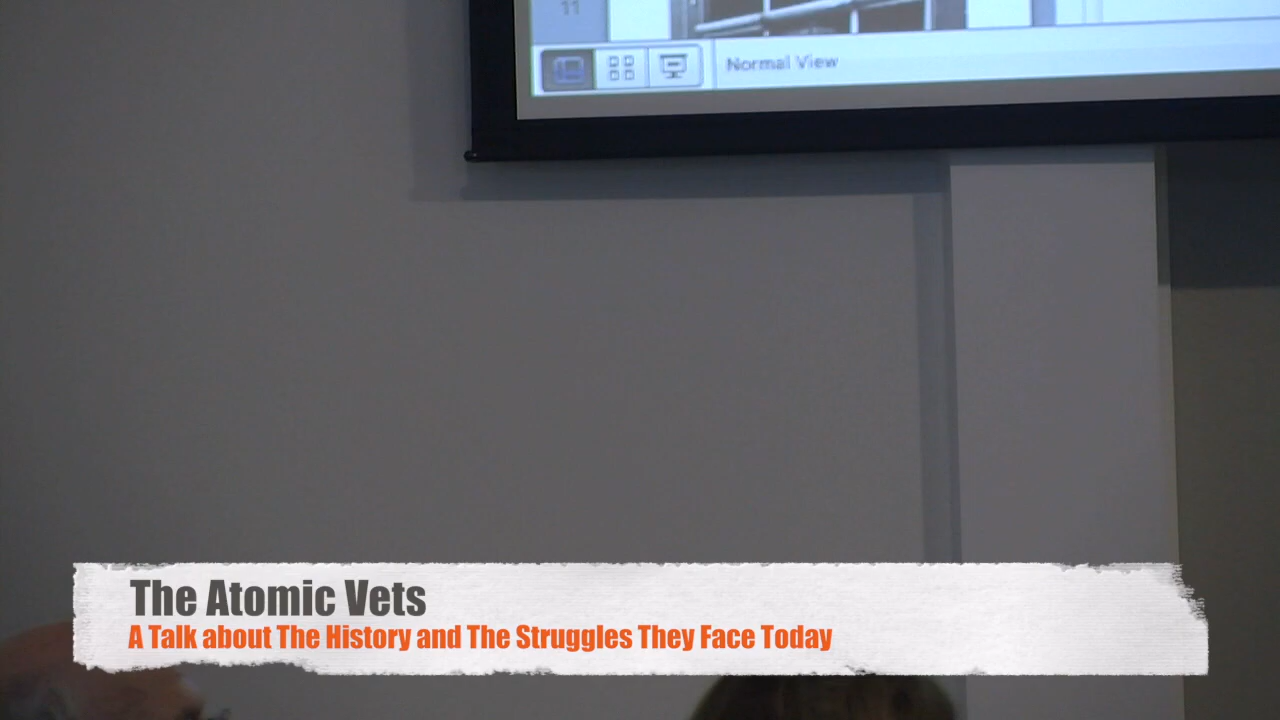 11
Normal View
The Atomic Vets
A Talk about The History and The Struggles They Face Today